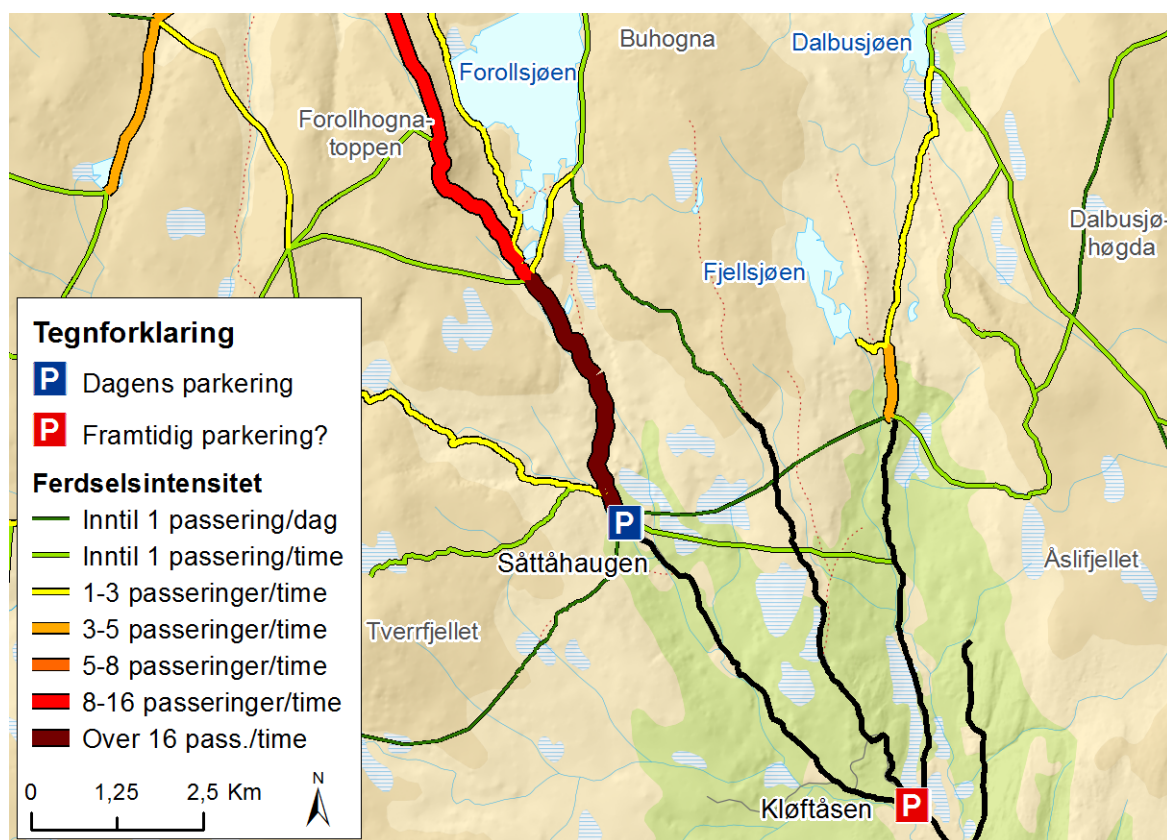 Buhogna
Dalbusjøen
Forollsjøen
Forollhogna-
toppen
Dalbusjø-
høgda
Fjellsjøen
Tegnforklaring
P Dagens parkering
P Framtidig parkering?
Ferdselsintensitet
Inntil 1 passering/dag
Inntil 1 passering/time
1-3 passeringer/time
3-5 passeringer/time
5-8 passeringer/time
8-16 passeringer/time
Over 16 pass./time
0 1,25 2,5 Km
N
P
Såttåhaugen
Åslifjellet
Tverrfjellet
Kløftåsen
P